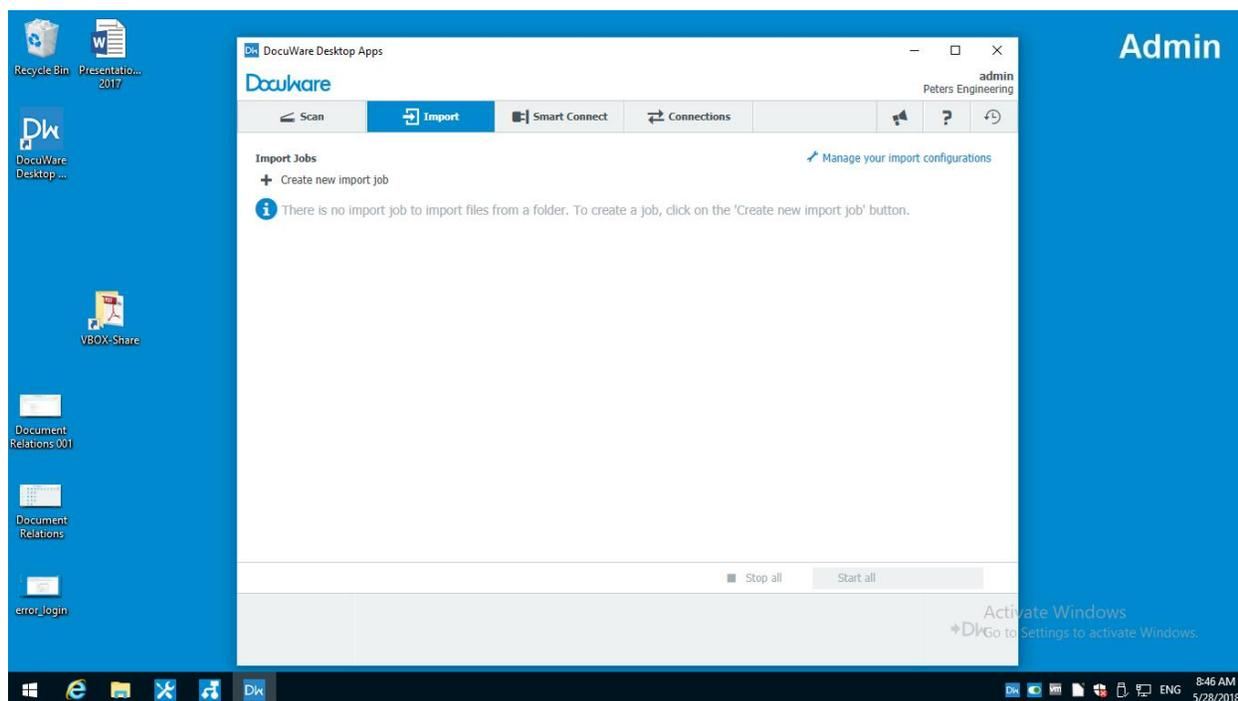 Recycle Bin
Presentatio...
2017
DocuWare
Desktop ...
VBOX-Share
Document
Relations 001
Document
Relations
error_login
Admin
DW DocuWare Desktop Apps
DocuWare
admin
Peters Engineering
Scan Import Smart Connect Connections ?
Import Jobs
Manage your import configurations
+ Create new import job
There is no import job to import files from a folder. To create a job, click on the 'Create new import job' button.
Stop all Start all
Activate Windows
Go to Settings to activate Windows.
DW
DW
ENG
8:46 AM
5/28/2018